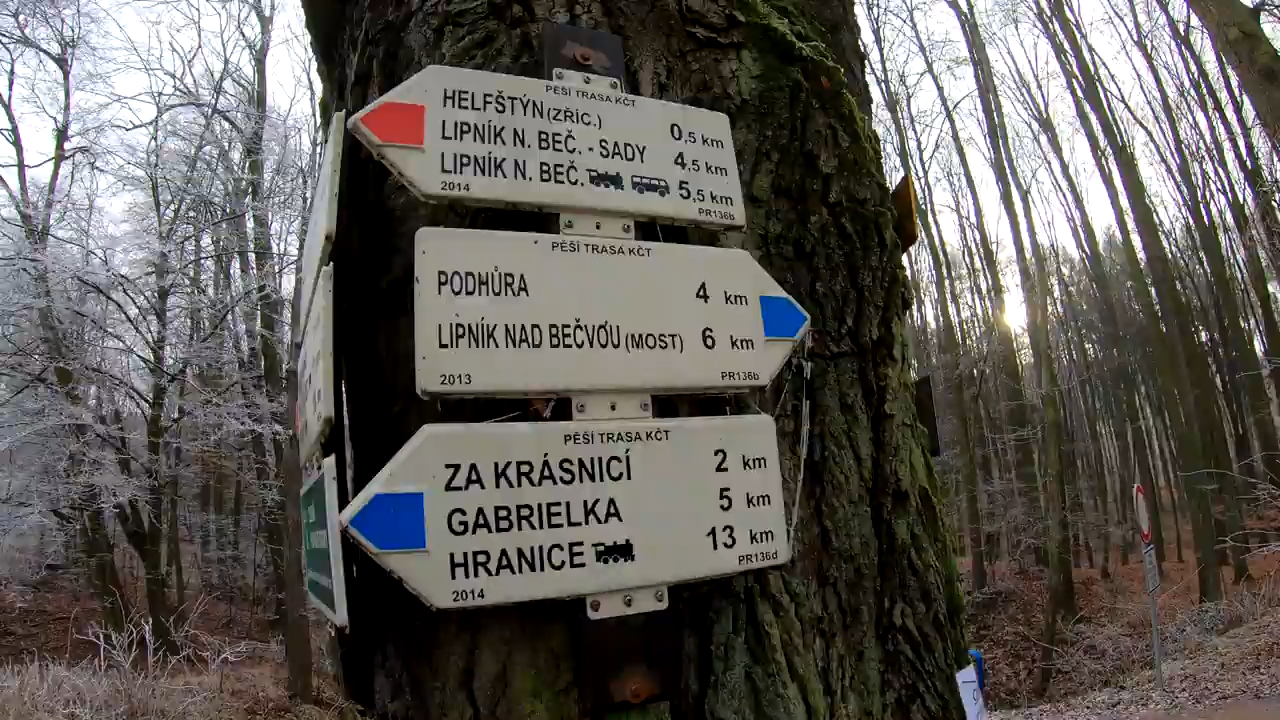 PĚŠÍ TRASA KČT
HELFŠTÝN (ZŘÍC.) 0,5 km
LIPNÍK N. BEČ. - SADY 4,5 km
LIPNÍK N. BEČ. 5,5 km
2014 PR136b
PĚŠÍ TRASA KČT
PODHŮRA 4 km
LIPNÍK NAD BEČVOU (MOST) 6 km
2013 PR136b
PĚŠÍ TRASA KČT
ZA KRÁSNICÍ 2 km
GABRIELKA 5 km
HRANICE 13 km
2014 PR136d